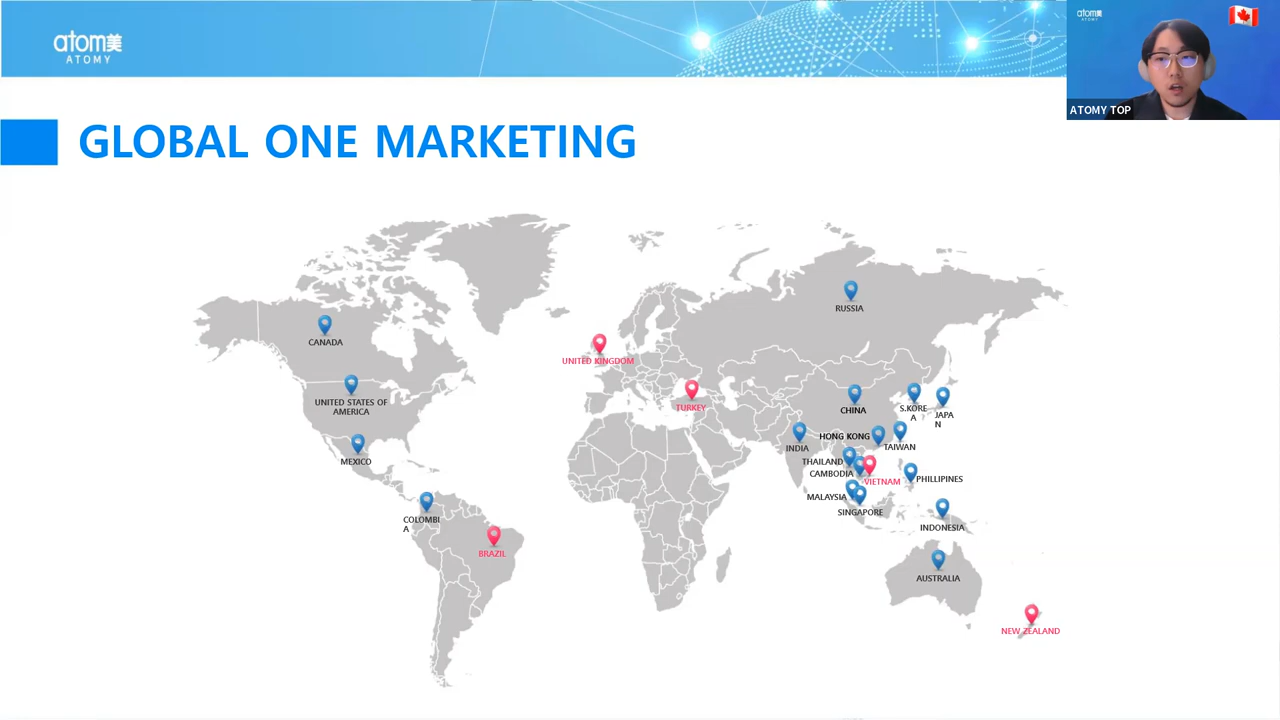 atom美
ATOMY
atom美
ATOMY
ATOMY TOP
GLOBAL ONE MARKETING
RUSSIA
CANADA
UNITED KINGDOM
UNITED STATES OF
AMERICA
TURKEY
CHINA
S.KORE
A
JAPA
N
HONG KONG
INDIA
TAIWAN
MEXICO
THAILAND
CAMBODIA
VIETNAM
PHILLIPINES
MALAYSIA
SINGAPORE
COLOMBI
A
INDONESIA
BRAZIL
AUSTRALIA
NEW ZEALAND